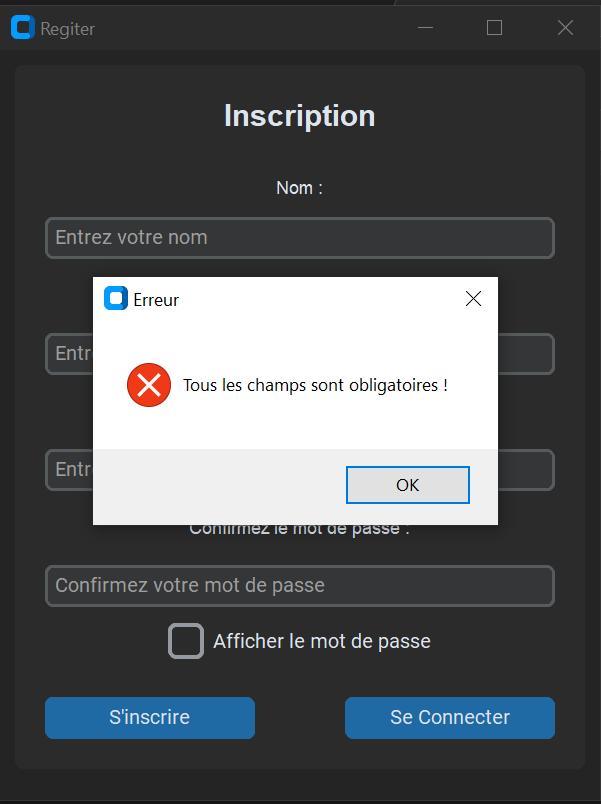 Regiter
Inscription
Nom :
Entrez votre nom
Erreur
Entr
Tous les champs sont obligatoires !
Entr
OK
Confirmez le mot de passe :
Confirmez votre mot de passe
Afficher le mot de passe
S'inscrire
Se Connecter